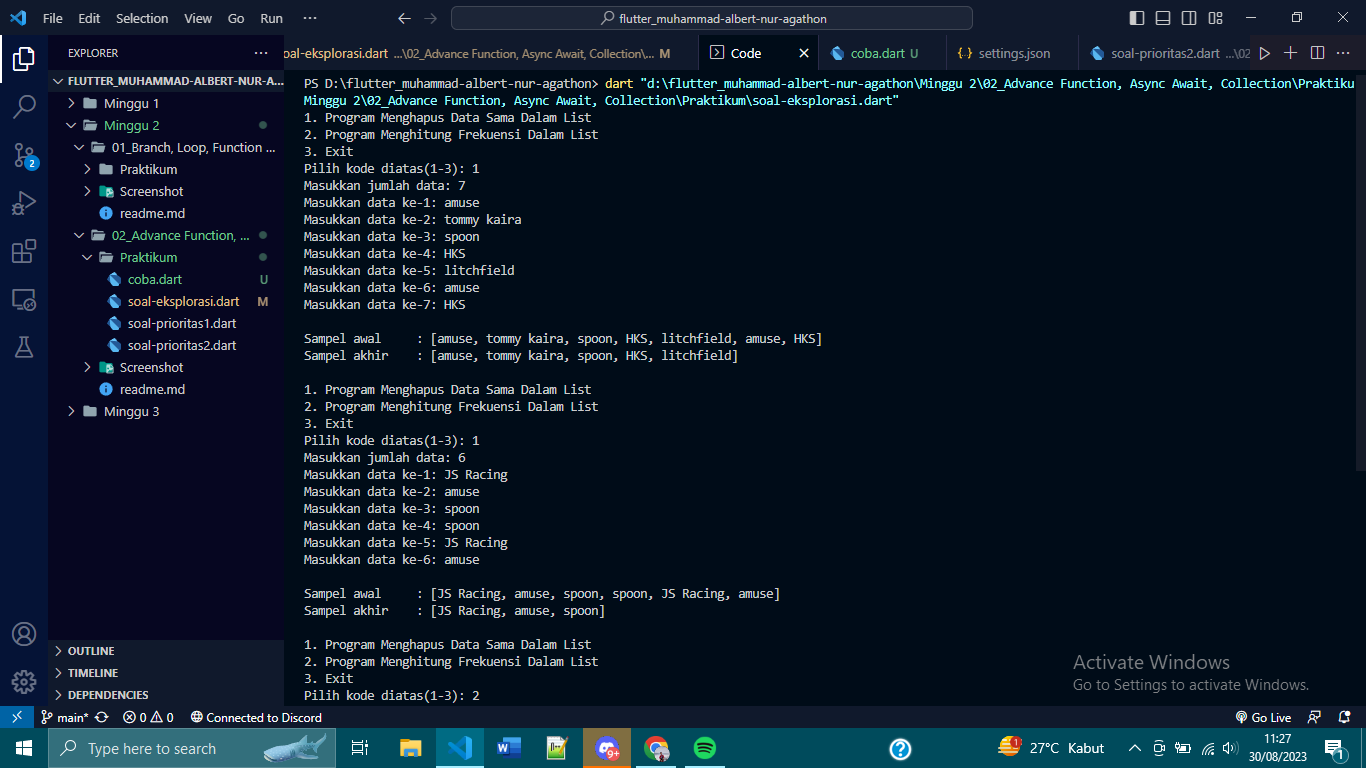 File Edit Selection View Go Run ··· flutter_muhammad-albert-nur-agathon
EXPLORER ···
oal-eksplorasi.dart ...\02_Advance Function, Async Await, Collection\... M
Code
coba.dart U
{} settings.json
soal-prioritas2.dart ...\02
FLUTTER_MUHAMMAD-ALBERT-NUR-A...
Minggu 1
Minggu 2
01_Branch, Loop, Function ...
Praktikum
Screenshot
readme.md
02_Advance Function, ...
Praktikum
coba.dart U
soal-eksplorasi.dart M
soal-prioritas1.dart
soal-prioritas2.dart
Screenshot
readme.md
Minggu 3
OUTLINE
TIMELINE
DEPENDENCIES
2
PS D:\flutter_muhammad-albert-nur-agathon> dart "d:\flutter_muhammad-albert-nur-agathon\Minggu 2\02_Advance Function, Async Await, Collection\Praktiku
Minggu 2\02_Advance Function, Async Await, Collection\Praktikum\soal-eksplorasi.dart"
1. Program Menghapus Data Sama Dalam List
2. Program Menghitung Frekuensi Dalam List
3. Exit
Pilih kode diatas(1-3): 1
Masukkan jumlah data: 7
Masukkan data ke-1: amuse
Masukkan data ke-2: tommy kaira
Masukkan data ke-3: spoon
Masukkan data ke-4: HKS
Masukkan data ke-5: litchfield
Masukkan data ke-6: amuse
Masukkan data ke-7: HKS
Sampel awal : [amuse, tommy kaira, spoon, HKS, litchfield, amuse, HKS]
Sampel akhir : [amuse, tommy kaira, spoon, HKS, litchfield]
1. Program Menghapus Data Sama Dalam List
2. Program Menghitung Frekuensi Dalam List
3. Exit
Pilih kode diatas(1-3): 1
Masukkan jumlah data: 6
Masukkan data ke-1: JS Racing
Masukkan data ke-2: amuse
Masukkan data ke-3: spoon
Masukkan data ke-4: spoon
Masukkan data ke-5: JS Racing
Masukkan data ke-6: amuse
Sampel awal : [JS Racing, amuse, spoon, spoon, JS Racing, amuse]
Sampel akhir : [JS Racing, amuse, spoon]
1. Program Menghapus Data Sama Dalam List
2. Program Menghitung Frekuensi Dalam List
3. Exit
Pilih kode diatas(1-3): 2
Activate Windows
Go to Settings to activate Windows.
main* 0 0 Connected to Discord Go Live
Type here to search
9+
1
27°C Kabut
11:27
30/08/2023
1